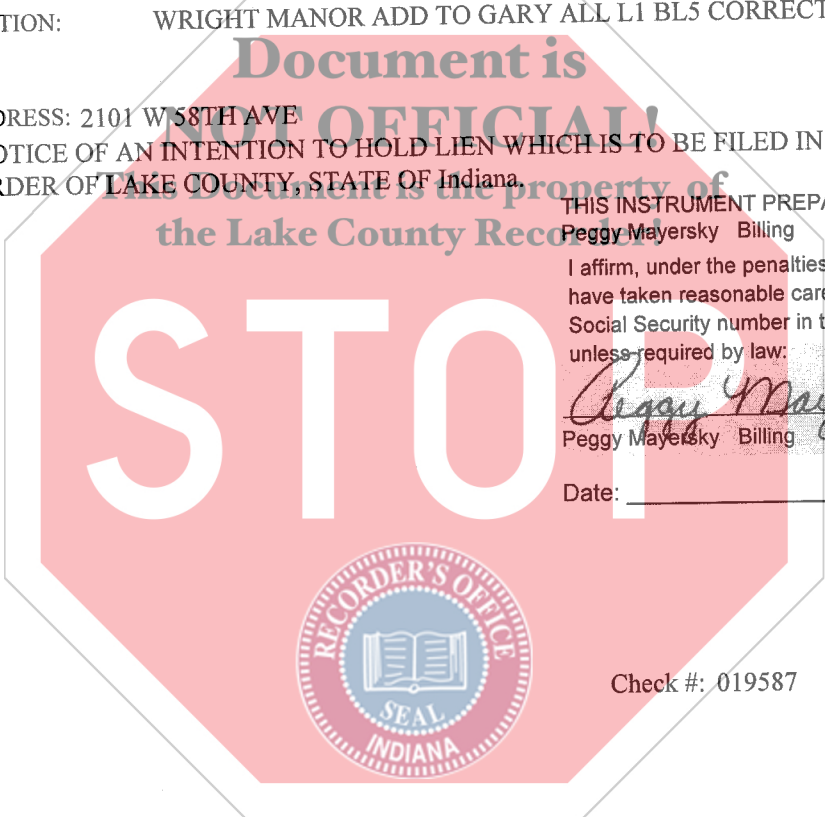 TION: WRIGHT MANOR ADD TO GARY ALL L1 BL5 CORRECT
Document is
DRESS: 2101 W 58TH AVE
NOT OFFICIAL!
OTICE OF AN INTENTION TO HOLD LIEN WHICH IS TO BE FILED IN
RDER OF LAKE COUNTY, STATE OF Indiana.
This Document is the property of
the Lake County Recorder!
THIS INSTRUMENT PREPA
Peggy Mayersky Billing
I affirm, under the penalties
have taken reasonable care
Social Security number in t
unless required by law:
Peggy May
Peggy Mayersky Billing
Date:
STOP
RECORDER'S OFFICE
SEAL
INDIANA
Check #: 019587